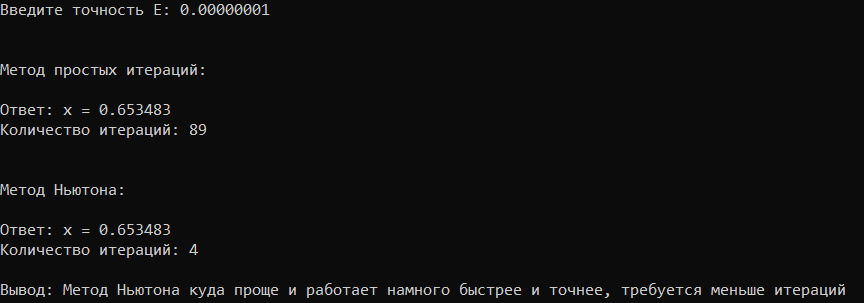 Введите точность E: 0.00000001
Метод простых итераций:
Ответ: x = 0.653483
Количество итераций: 89
Метод Ньютона:
Ответ: x = 0.653483
Количество итераций: 4
Вывод: Метод Ньютона куда проще и работает намного быстрее и точнее, требуется меньше итераций